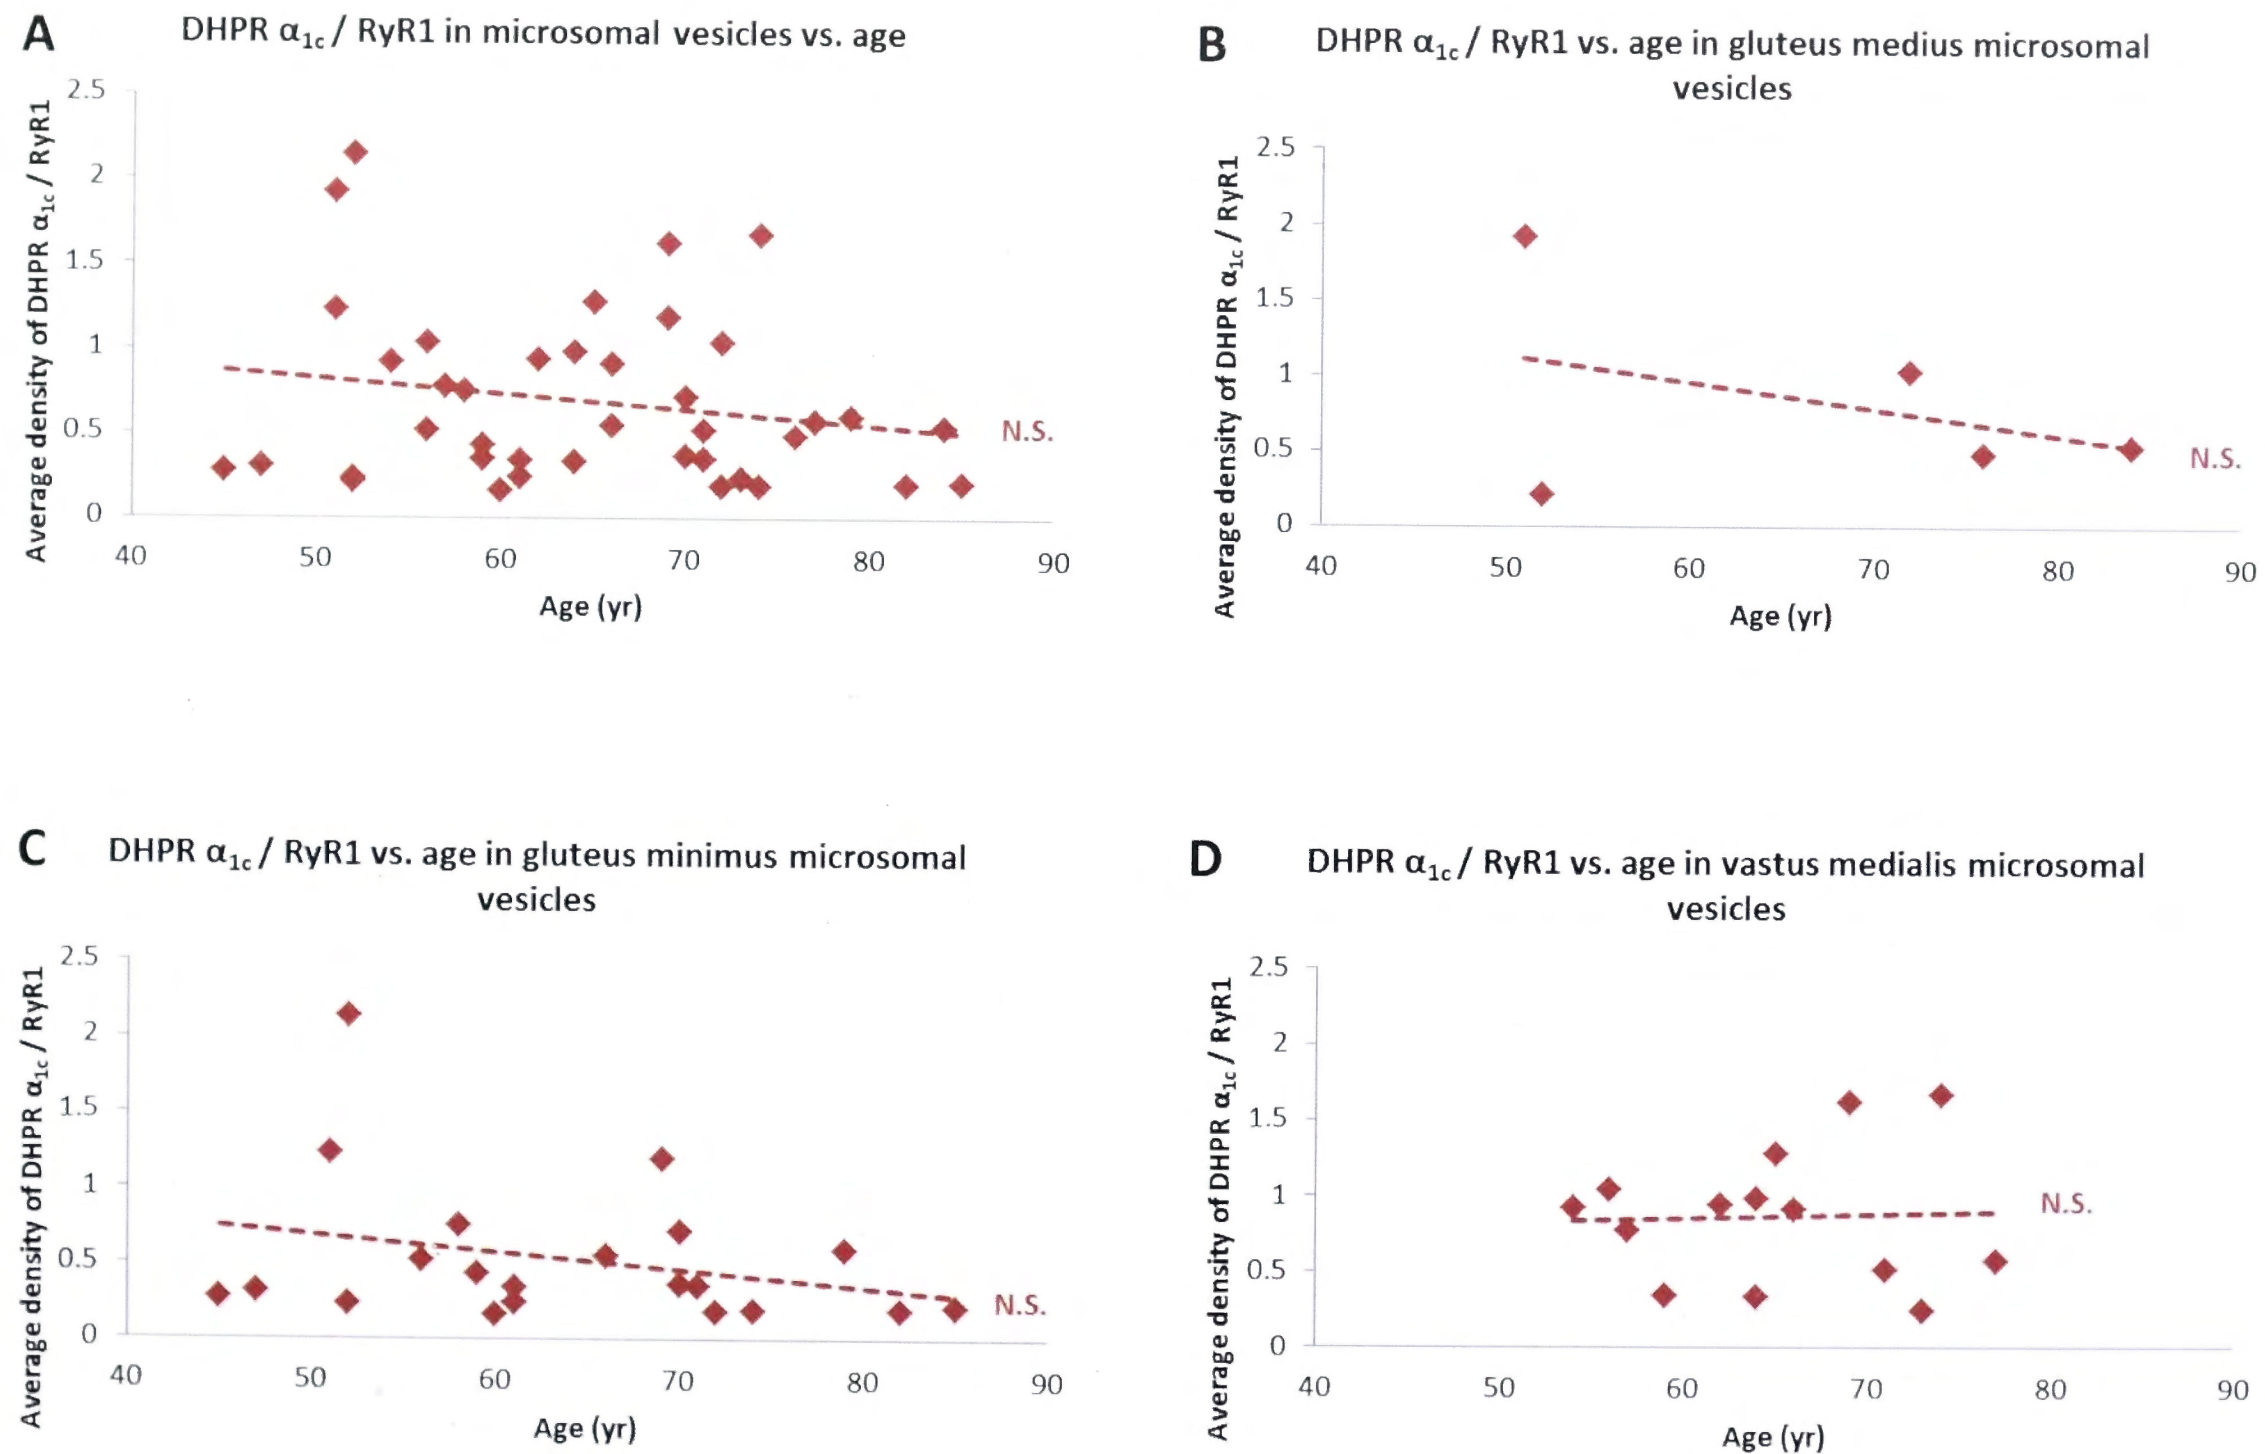 A
DHPR α1c / RyR1 in microsomal vesicles vs. age
Average density of DHPR α1c / RyR1
2.5
2
1.5
1
0.5
0
40 50 60 70 80 90
Age (yr)
N.S.
B
DHPR α1c / RyR1 vs. age in gluteus medius microsomal
vesicles
Average density of DHPR α1c / RyR1
2.5
2
1.5
1
0.5
0
40 50 60 70 80 90
Age (yr)
N.S.
C
DHPR α1c / RyR1 vs. age in gluteus minimus microsomal
vesicles
Average density of DHPR α1c / RyR1
2.5
2
1.5
1
0.5
0
40 50 60 70 80 90
Age (yr)
N.S.
D
DHPR α1c / RyR1 vs. age in vastus medialis microsomal
vesicles
Average density of DHPR α1c / RyR1
2.5
2
1.5
1
0.5
0
40 50 60 70 80 90
Age (yr)
N.S.